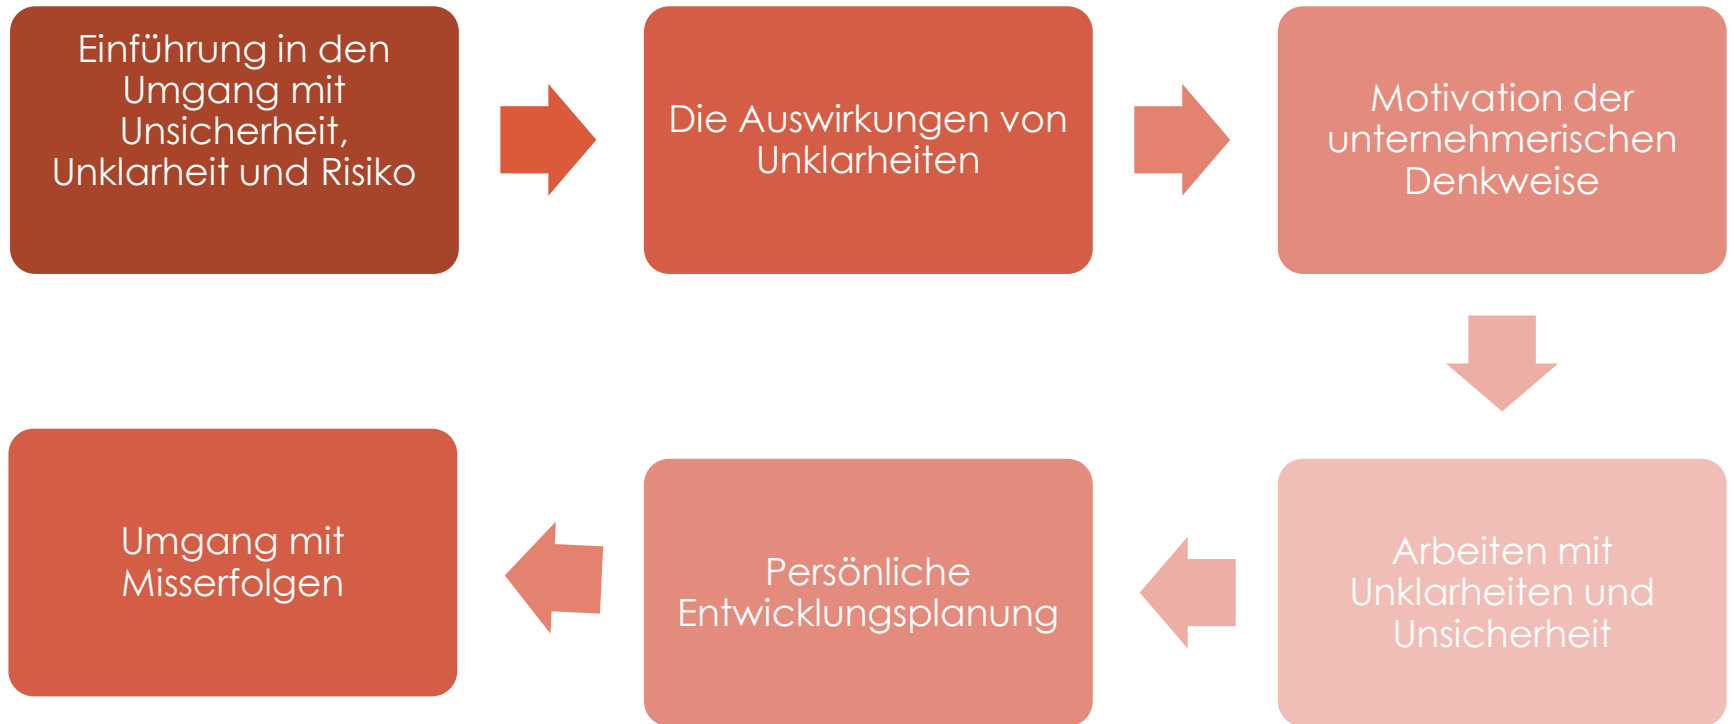 Einführung in den
Umgang mit
Unsicherheit,
Unklarheit und Risiko
Die Auswirkungen von
Unklarheiten
Motivation der
unternehmerischen
Denkweise
Arbeiten mit
Unklarheiten und
Unsicherheit
Persönliche
Entwicklungsplanung
Umgang mit
Misserfolgen